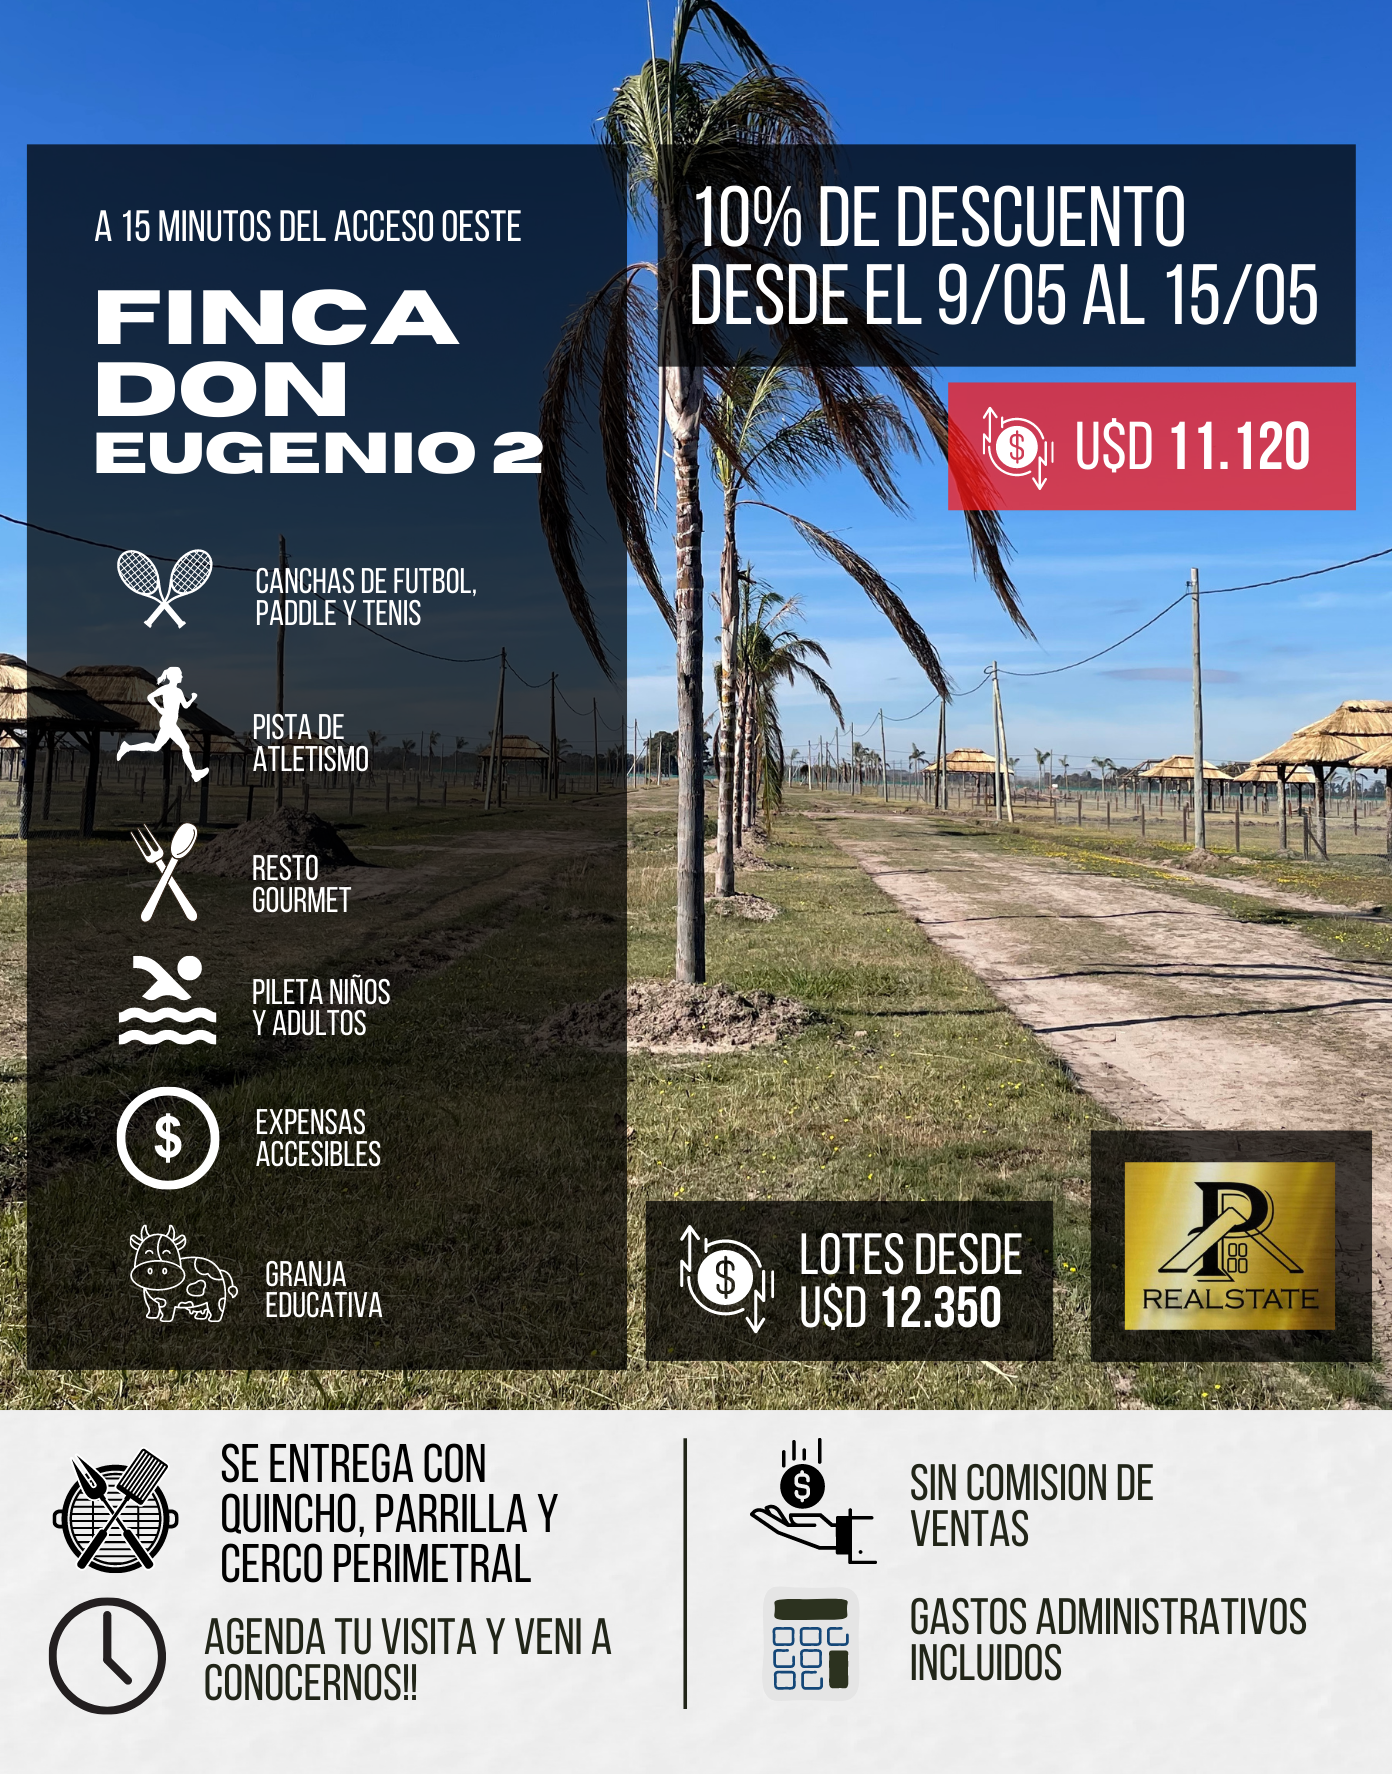 A 15 MINUTOS DEL ACCESO OESTE
FINCA
DON
EUGENIO 2
CANCHAS DE FUTBOL,
PADDLE Y TENIS
PISTA DE
ATLETISMO
RESTO
GOURMET
PILETA NIÑOS
Y ADULTOS
$
EXPENSAS
ACCESIBLES
GRANJA
EDUCATIVA
10% DE DESCUENTO
DESDE EL 9/05 AL 15/05
$
U$D 11.120
$
LOTES DESDE
U$D 12.350
PR
REALSTATE
SE ENTREGA CON
QUINCHO, PARRILLA Y
CERCO PERIMETRAL
AGENDA TU VISITA Y VENI A
CONOCERNOS!!
$
SIN COMISION DE
VENTAS
GASTOS ADMINISTRATIVOS
INCLUIDOS